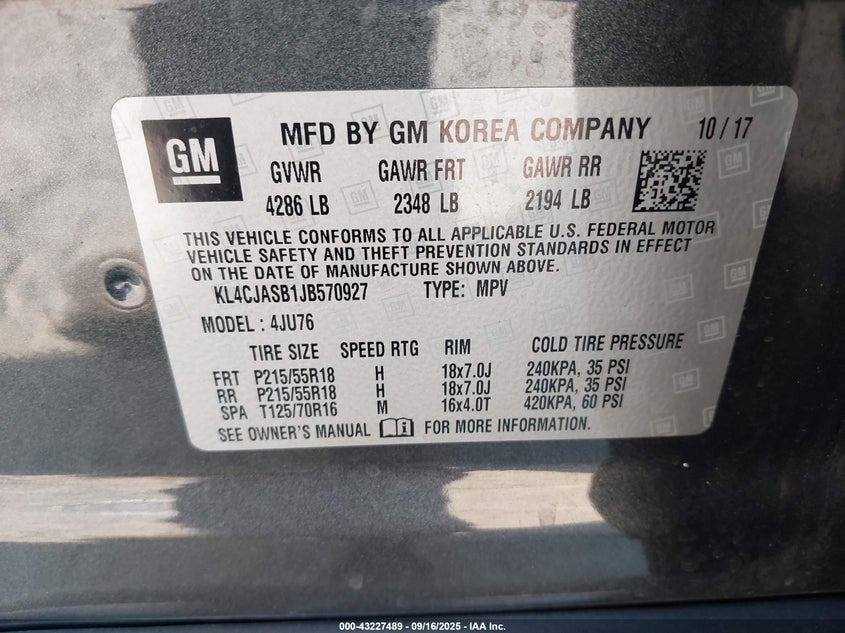 GM MFD BY GM KOREA COMPANY 10/17
GVWR GAWR FRT GAWR RR
4286 LB 2348 LB 2194 LB
THIS VEHICLE CONFORMS TO ALL APPLICABLE U.S. FEDERAL MOTOR
VEHICLE SAFETY AND THEFT PREVENTION STANDARDS IN EFFECT
ON THE DATE OF MANUFACTURE SHOWN ABOVE.
KL4CJASB1JB570927 TYPE: MPV
MODEL : 4JU76
TIRE SIZE SPEED RTG RIM COLD TIRE PRESSURE
FRT P215/55R18 H 18x7.0J 240KPA, 35 PSI
RR P215/55R18 H 18x7.0J 240KPA, 35 PSI
SPA T125/70R16 M 16x4.0T 420KPA, 60 PSI
SEE OWNER'S MANUAL FOR MORE INFORMATION.
000-43227489 - 09/16/2025 - IAA Inc.